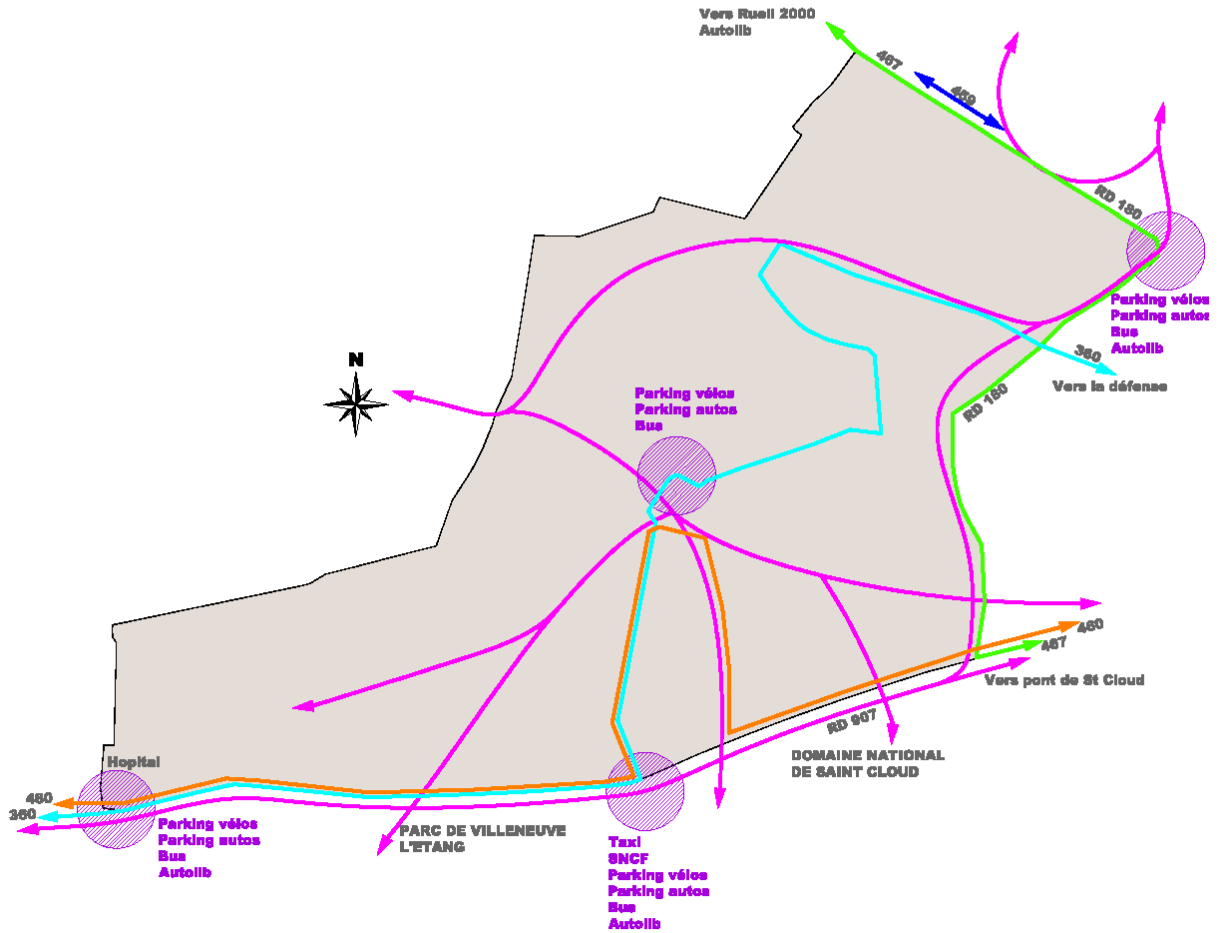 Vers Rueil 2000
Autolib
467
459
RD 180
Parking vélos
Parking autos
Bus
Autolib
360
Vers la défense
RD 180
N
Parking vélos
Parking autos
Bus
460
467
Vers pont de St Cloud
RD 907
DOMAINE NATIONAL
DE SAINT CLOUD
Hopital
460
360
Parking vélos
Parking autos
Bus
Autolib
PARC DE VILLENEUVE
L'ETANG
Taxi
SNCF
Parking vélos
Parking autos
Bus
Autolib